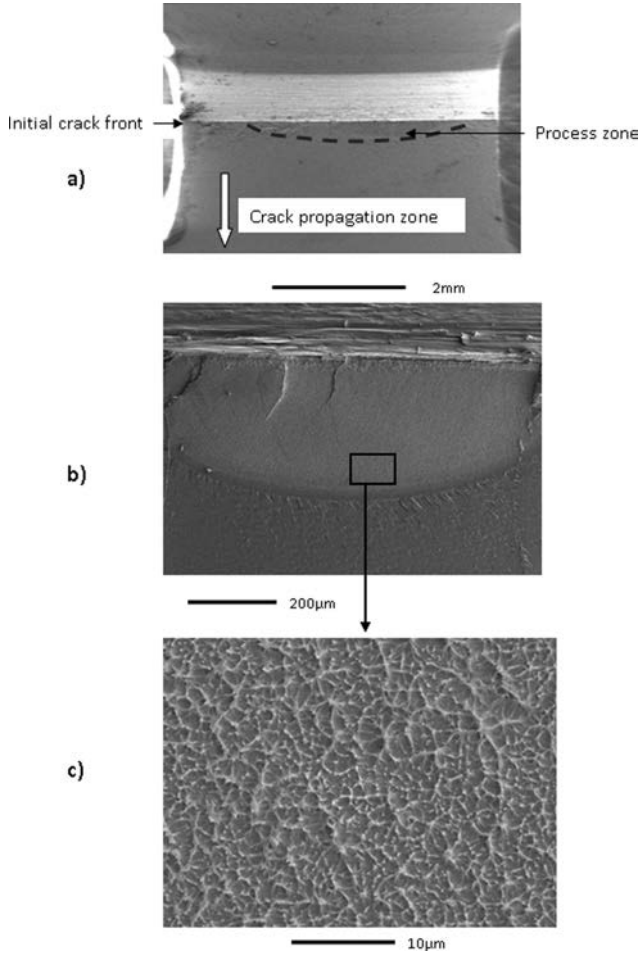 Initial crack front
Process zone
a)
Crack propagation zone
2mm
b)
200µm
c)
10µm